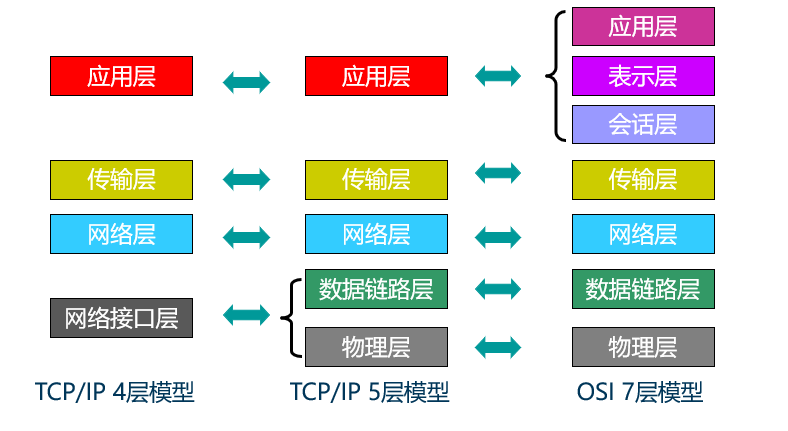 应用层
应用层
应用层
表示层
会话层
传输层
传输层
传输层
网络层
网络层
网络层
网络接口层
数据链路层
数据链路层
物理层
物理层
TCP/IP 4层模型
TCP/IP 5层模型
OSI 7层模型